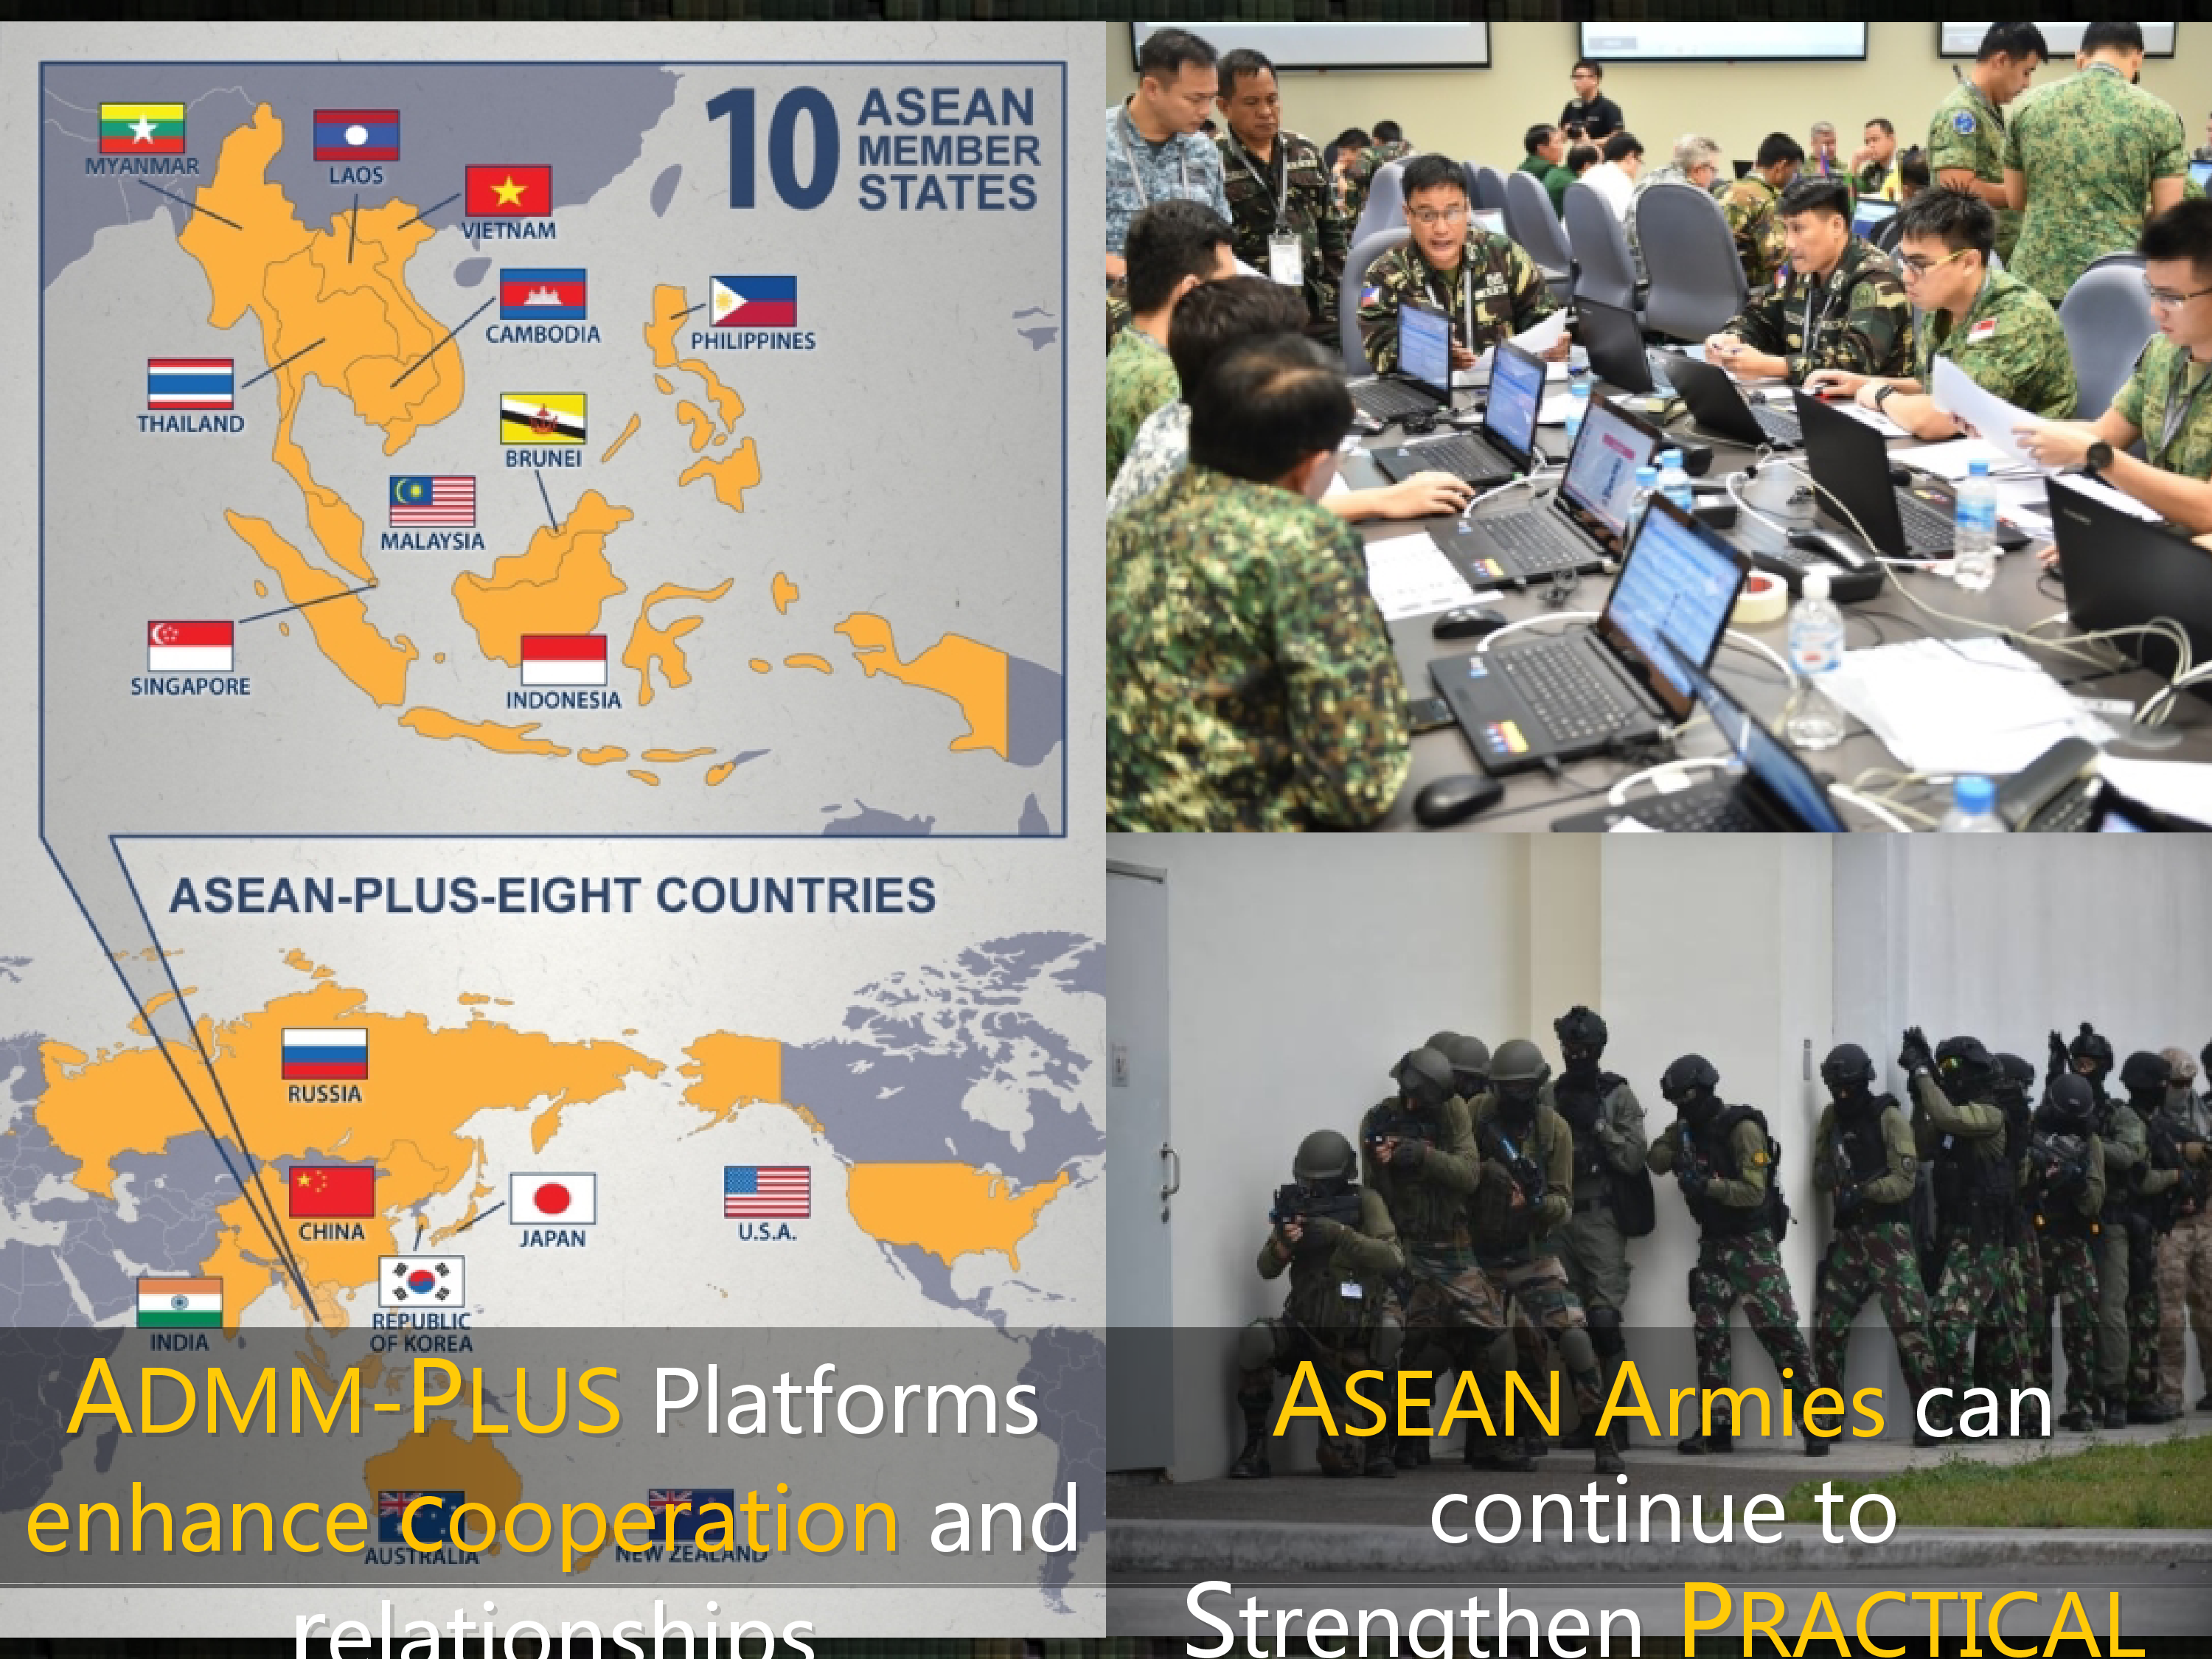 10 ASEAN
MEMBER
STATES
MYANMAR
LAOS
VIETNAM
CAMBODIA
PHILIPPINES
THAILAND
BRUNEI
MALAYSIA
SINGAPORE
INDONESIA
ASEAN-PLUS-EIGHT COUNTRIES
RUSSIA
CHINA
JAPAN
U.S.A.
INDIA
REPUBLIC
OF KOREA
AUSTRALIA
NEW ZEALAND
ADMM-PLUS Platforms
enhance cooperation and
relationships
ASEAN Armies can
continue to
Strengthen PRACTICAL